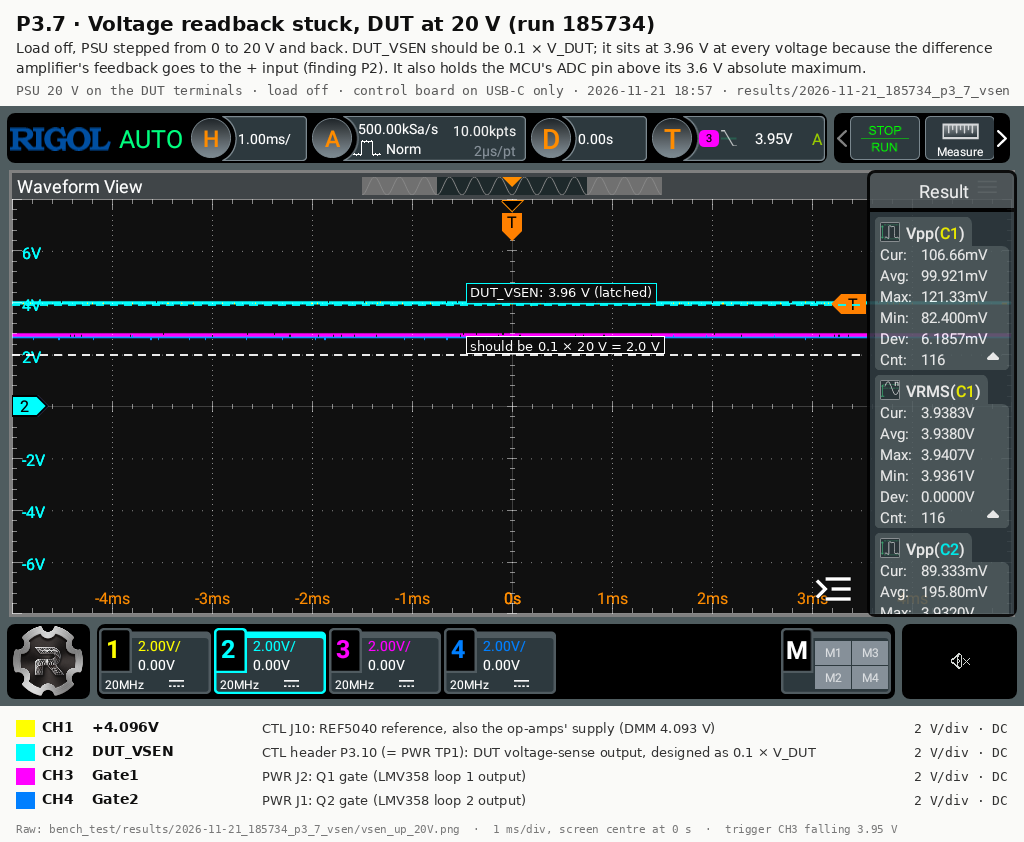 P3.7 · Voltage readback stuck, DUT at 20 V (run 185734)
Load off, PSU stepped from 0 to 20 V and back. DUT_VSEN should be 0.1 × V_DUT; it sits at 3.96 V at every voltage because the difference
amplifier's feedback goes to the + input (finding P2). It also holds the MCU's ADC pin above its 3.6 V absolute maximum.
PSU 20 V on the DUT terminals · load off · control board on USB-C only · 2026-11-21 18:57 · results/2026-11-21_185734_p3_7_vsen
RIGOL AUTO H 1.00ms/ A 500.00kSa/s 10.00kpts Norm 2µs/pt D 0.00s T 3 3.95V A STOP RUN Measure
Waveform View
Result
T
6V
4V
2V
2
-2V
-4V
-6V
DUT_VSEN: 3.96 V (latched)
T
should be 0.1 × 20 V = 2.0 V
-4ms -3ms -2ms -1ms 0s 1ms 2ms 3ms
Vpp(C1)
Cur: 106.66mV
Avg: 99.921mV
Max: 121.33mV
Min: 82.400mV
Dev: 6.1857mV
Cnt: 116
VRMS(C1)
Cur: 3.9383V
Avg: 3.9380V
Max: 3.9407V
Min: 3.9361V
Dev: 0.0000V
Cnt: 116
Vpp(C2)
Cur: 89.333mV
Avg: 195.80mV
1 2.00V/ 0.00V 20MHz
2 2.00V/ 0.00V 20MHz
3 2.00V/ 0.00V 20MHz
4 2.00V/ 0.00V 20MHz
M M1 M3 M2 M4
CH1 +4.096V CTL J10: REF5040 reference, also the op-amps' supply (DMM 4.093 V) 2 V/div · DC
CH2 DUT_VSEN CTL header P3.10 (= PWR TP1): DUT voltage-sense output, designed as 0.1 × V_DUT 2 V/div · DC
CH3 Gate1 PWR J2: Q1 gate (LMV358 loop 1 output) 2 V/div · DC
CH4 Gate2 PWR J1: Q2 gate (LMV358 loop 2 output) 2 V/div · DC
Raw: bench_test/results/2026-11-21_185734_p3_7_vsen/vsen_up_20V.png · 1 ms/div, screen centre at 0 s · trigger CH3 falling 3.95 V